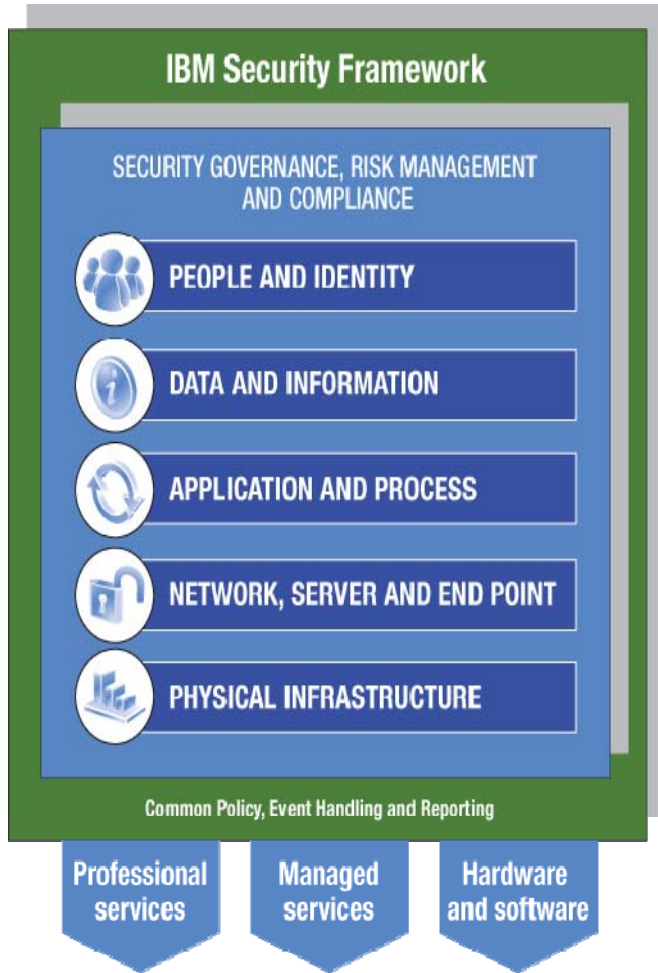 IBM Security Framework
SECURITY GOVERNANCE, RISK MANAGEMENT
AND COMPLIANCE
PEOPLE AND IDENTITY
DATA AND INFORMATION
APPLICATION AND PROCESS
NETWORK, SERVER AND END POINT
PHYSICAL INFRASTRUCTURE
Common Policy, Event Handling and Reporting
Professional
services
Managed
services
Hardware
and software